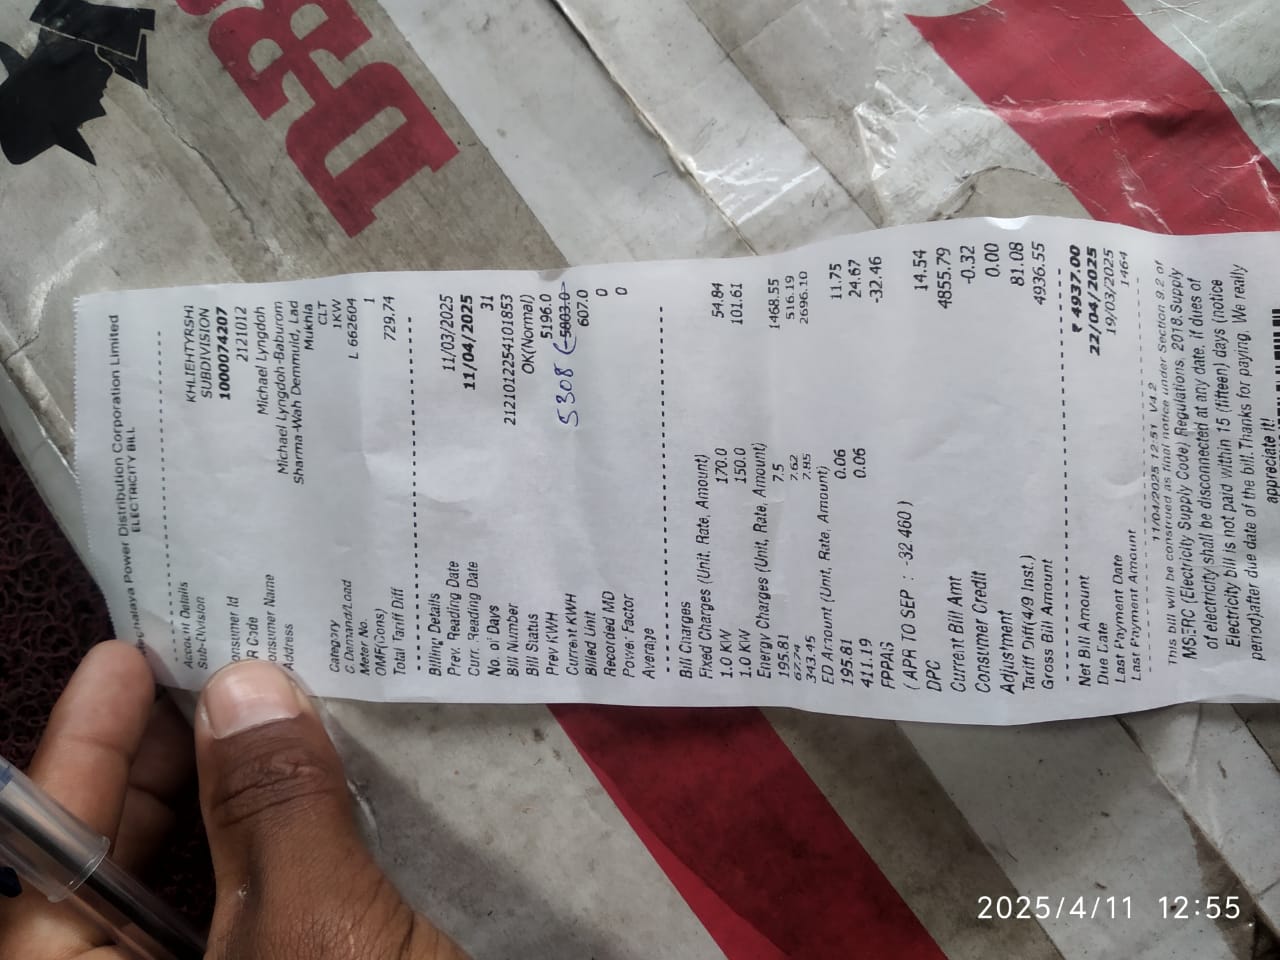 Meghalaya Power Distribution Corporation Limited
ELECTRICITY BILL
Account Details
Sub-Division KHLIEHTYRSHI
SUBDIVISION
Consumer Id 1000074207
R Code 2121012
Consumer Name Michael Lyngdoh
Address Michael Lyngdoh-Baburom
Sharma-Wah Demmuid, Lad
Mukhla
Category CLT
C.Demand/Load 1KW
Meter No. L 662604
OMF(Cons) 1
Total Tariff Diff 729.74
Billing Details
Prev. Reading Date 11/03/2025
Curr. Reading Date 11/04/2025
No. of Days 31
Bill Number 2121012254101853
Bill Status OK(Normal)
Prev KWH 5196.0
Current KWH 5308 (5803.0)
Billed Unit 607.0
Recorded MD 0
Power Factor 0
Average
Bill Charges
Fixed Charges (Unit, Rate, Amount)
1.0 KW 170.0 54.84
1.0 KW 150.0 101.61
Energy Charges (Unit, Rate, Amount)
195.81 7.5 1468.55
67.74 7.62 516.19
343.45 7.85 2696.10
ED Amount (Unit, Rate, Amount)
195.81 0.06 11.75
411.19 0.06 24.67
FPPAS -32.46
(APR TO SEP : -32.460)
DPC 14.54
Current Bill Amt 4855.79
Consumer Credit -0.32
Adjustment 0.00
Tariff Diff(4/9 Inst.) 81.08
Gross Bill Amount 4936.55
Net Bill Amount ₹ 4937.00
Due Date 22/04/2025
Last Payment Date 19/03/2025
Last Payment Amount 1464
11/04/2025 12:51 V4.2
This bill will be construed as final notice under Section 9.2 of
MSERC (Electricity Supply Code) Regulations, 2018.Supply
of electricity shall be disconnected at any date, if dues of
Electricity bill is not paid within 15 (fifteen) days (notice
period)after due date of the bill.Thanks for paying. We really
appreciate it!
2025/4/11 12:55